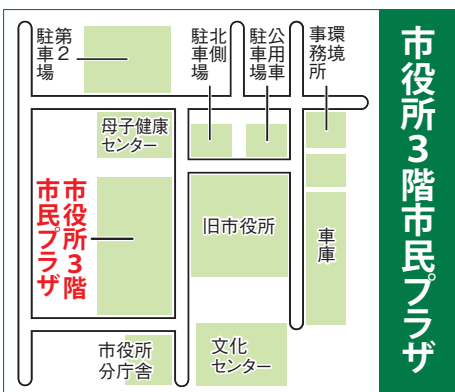 市役所3階市民プラザ
環境
事務所
公用車
駐車場
北側
駐車場
第2
駐車場
母子健康
センター
市役所3階
市民プラザ
旧市役所
車庫
市役所
分庁舎
文化
センター